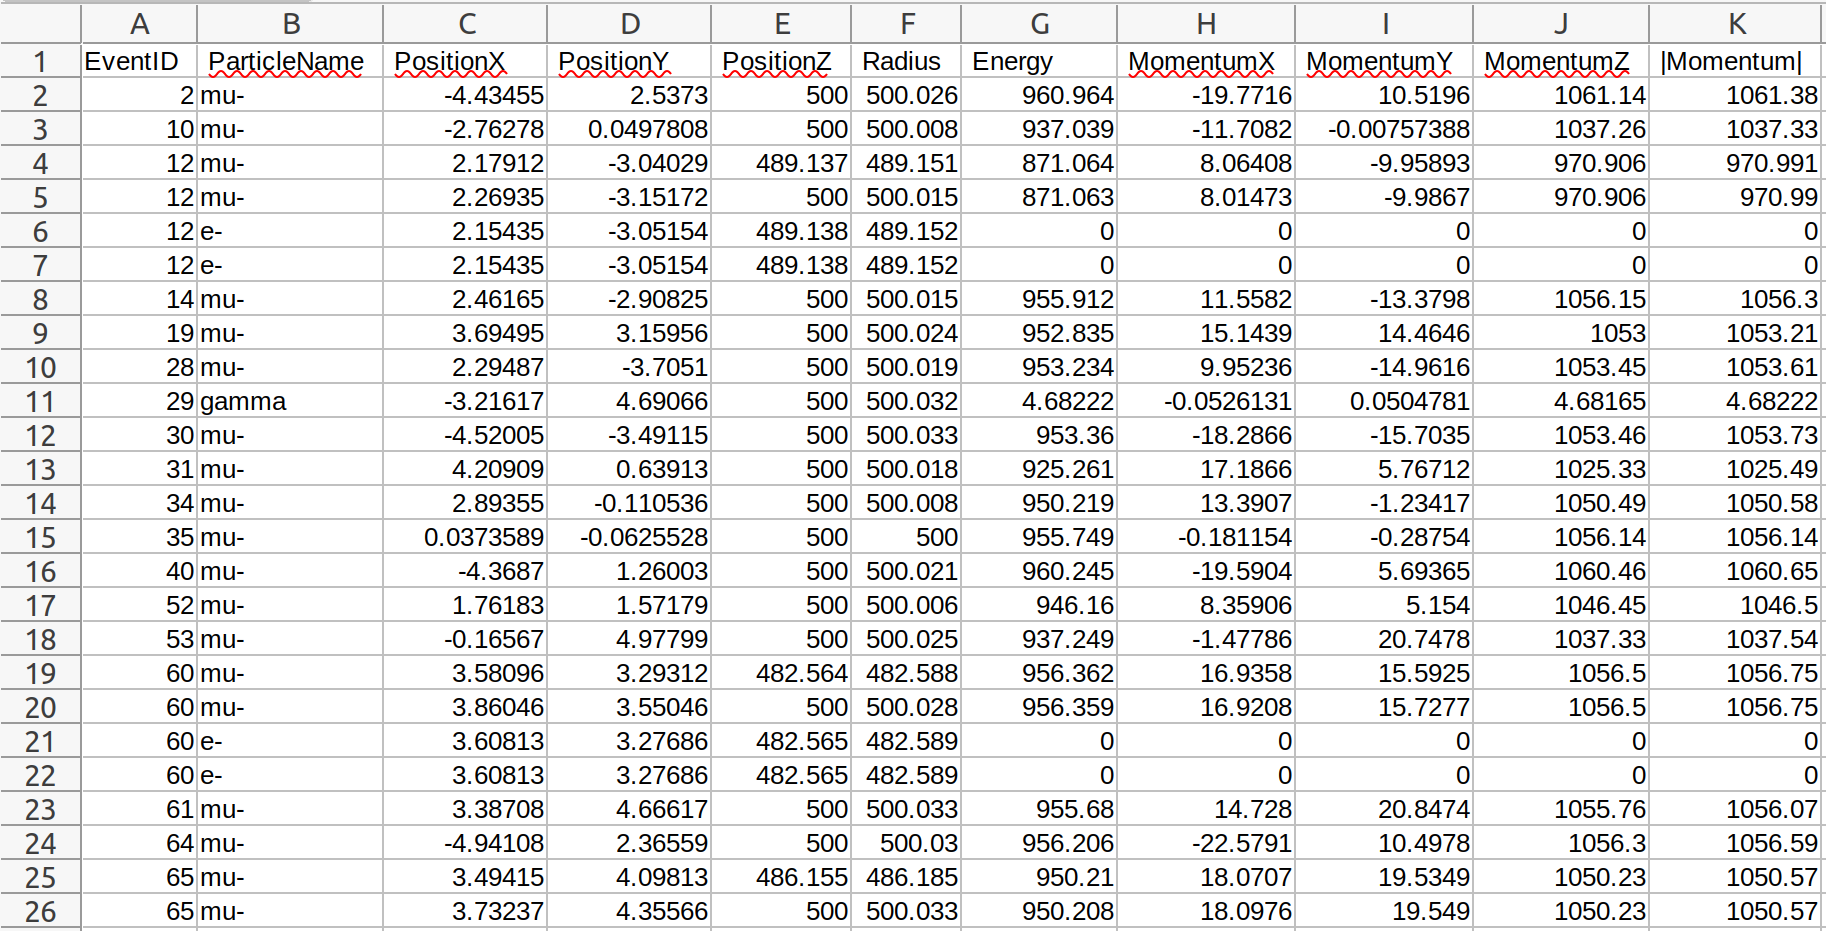 A B C D E F G H I J K
1 EventID ParticleName PositionX PositionY PositionZ Radius Energy MomentumX MomentumY MomentumZ |Momentum|
2 2 mu- -4.43455 2.5373 500 500.026 960.964 -19.7716 10.5196 1061.14 1061.38
3 10 mu- -2.76278 0.0497808 500 500.008 937.039 -11.7082 -0.00757388 1037.26 1037.33
4 12 mu- 2.17912 -3.04029 489.137 489.151 871.064 8.06408 -9.95893 970.906 970.991
5 12 mu- 2.26935 -3.15172 500 500.015 871.063 8.01473 -9.9867 970.906 970.99
6 12 e- 2.15435 -3.05154 489.138 489.152 0 0 0 0 0
7 12 e- 2.15435 -3.05154 489.138 489.152 0 0 0 0 0
8 14 mu- 2.46165 -2.90825 500 500.015 955.912 11.5582 -13.3798 1056.15 1056.3
9 19 mu- 3.69495 3.15956 500 500.024 952.835 15.1439 14.4646 1053 1053.21
10 28 mu- 2.29487 -3.7051 500 500.019 953.234 9.95236 -14.9616 1053.45 1053.61
11 29 gamma -3.21617 4.69066 500 500.032 4.68222 -0.0526131 0.0504781 4.68165 4.68222
12 30 mu- -4.52005 -3.49115 500 500.033 953.36 -18.2866 -15.7035 1053.46 1053.73
13 31 mu- 4.20909 0.63913 500 500.018 925.261 17.1866 5.76712 1025.33 1025.49
14 34 mu- 2.89355 -0.110536 500 500.008 950.219 13.3907 -1.23417 1050.49 1050.58
15 35 mu- 0.0373589 -0.0625528 500 500 955.749 -0.181154 -0.28754 1056.14 1056.14
16 40 mu- -4.3687 1.26003 500 500.021 960.245 -19.5904 5.69365 1060.46 1060.65
17 52 mu- 1.76183 1.57179 500 500.006 946.16 8.35906 5.154 1046.45 1046.5
18 53 mu- -0.16567 4.97799 500 500.025 937.249 -1.47786 20.7478 1037.33 1037.54
19 60 mu- 3.58096 3.29312 482.564 482.588 956.362 16.9358 15.5925 1056.5 1056.75
20 60 mu- 3.86046 3.55046 500 500.028 956.359 16.9208 15.7277 1056.5 1056.75
21 60 e- 3.60813 3.27686 482.565 482.589 0 0 0 0 0
22 60 e- 3.60813 3.27686 482.565 482.589 0 0 0 0 0
23 61 mu- 3.38708 4.66617 500 500.033 955.68 14.728 20.8474 1055.76 1056.07
24 64 mu- -4.94108 2.36559 500 500.03 956.206 -22.5791 10.4978 1056.3 1056.59
25 65 mu- 3.49415 4.09813 486.155 486.185 950.21 18.0707 19.5349 1050.23 1050.57
26 65 mu- 3.73237 4.35566 500 500.033 950.208 18.0976 19.549 1050.23 1050.57